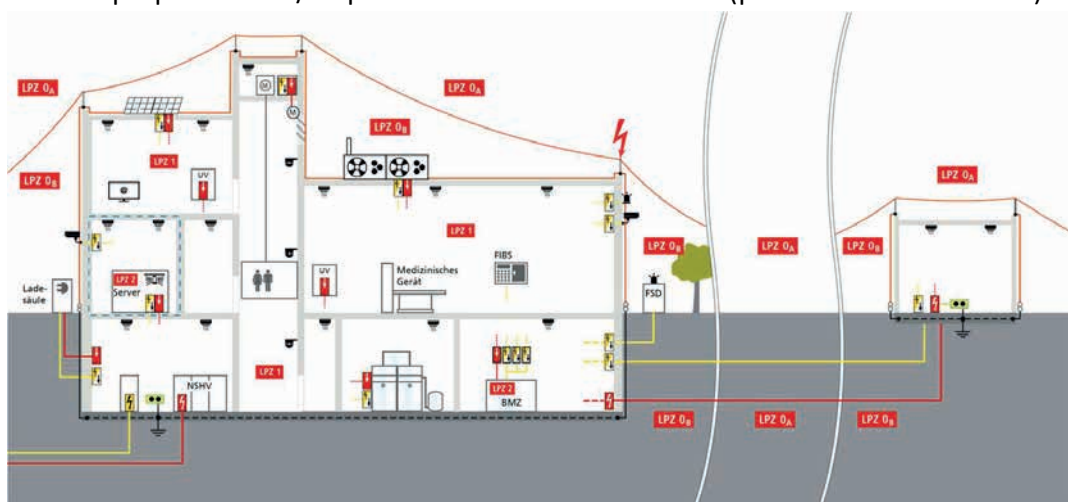 LPZ 0A
LPZ 0A
LPZ 0B
LPZ 0B
LPZ 1
UV
LPZ 0A
LPZ 1
FIBS
UV
Medizinisches
Gerät
LPZ 2
Server
Lade-
säule
LPZ 0B
FSD
LPZ 0A
LPZ 0B
M
M
NSHV
LPZ 1
LPZ 2
BMZ
LPZ 0B
LPZ 0A
LPZ 0B